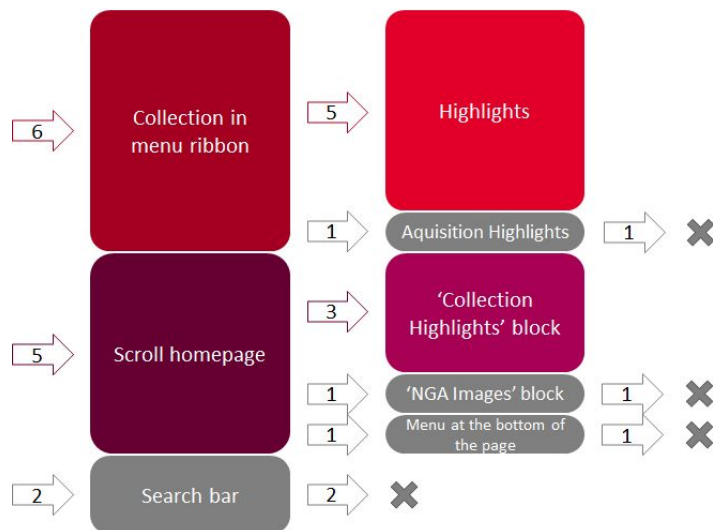 6
Collection in
menu ribbon
5
Highlights
1
Aquisition Highlights
1
5
Scroll homepage
3
‘Collection
Highlights’ block
1
‘NGA Images’ block
1
1
Menu at the bottom of
the page
1
2
Search bar
2